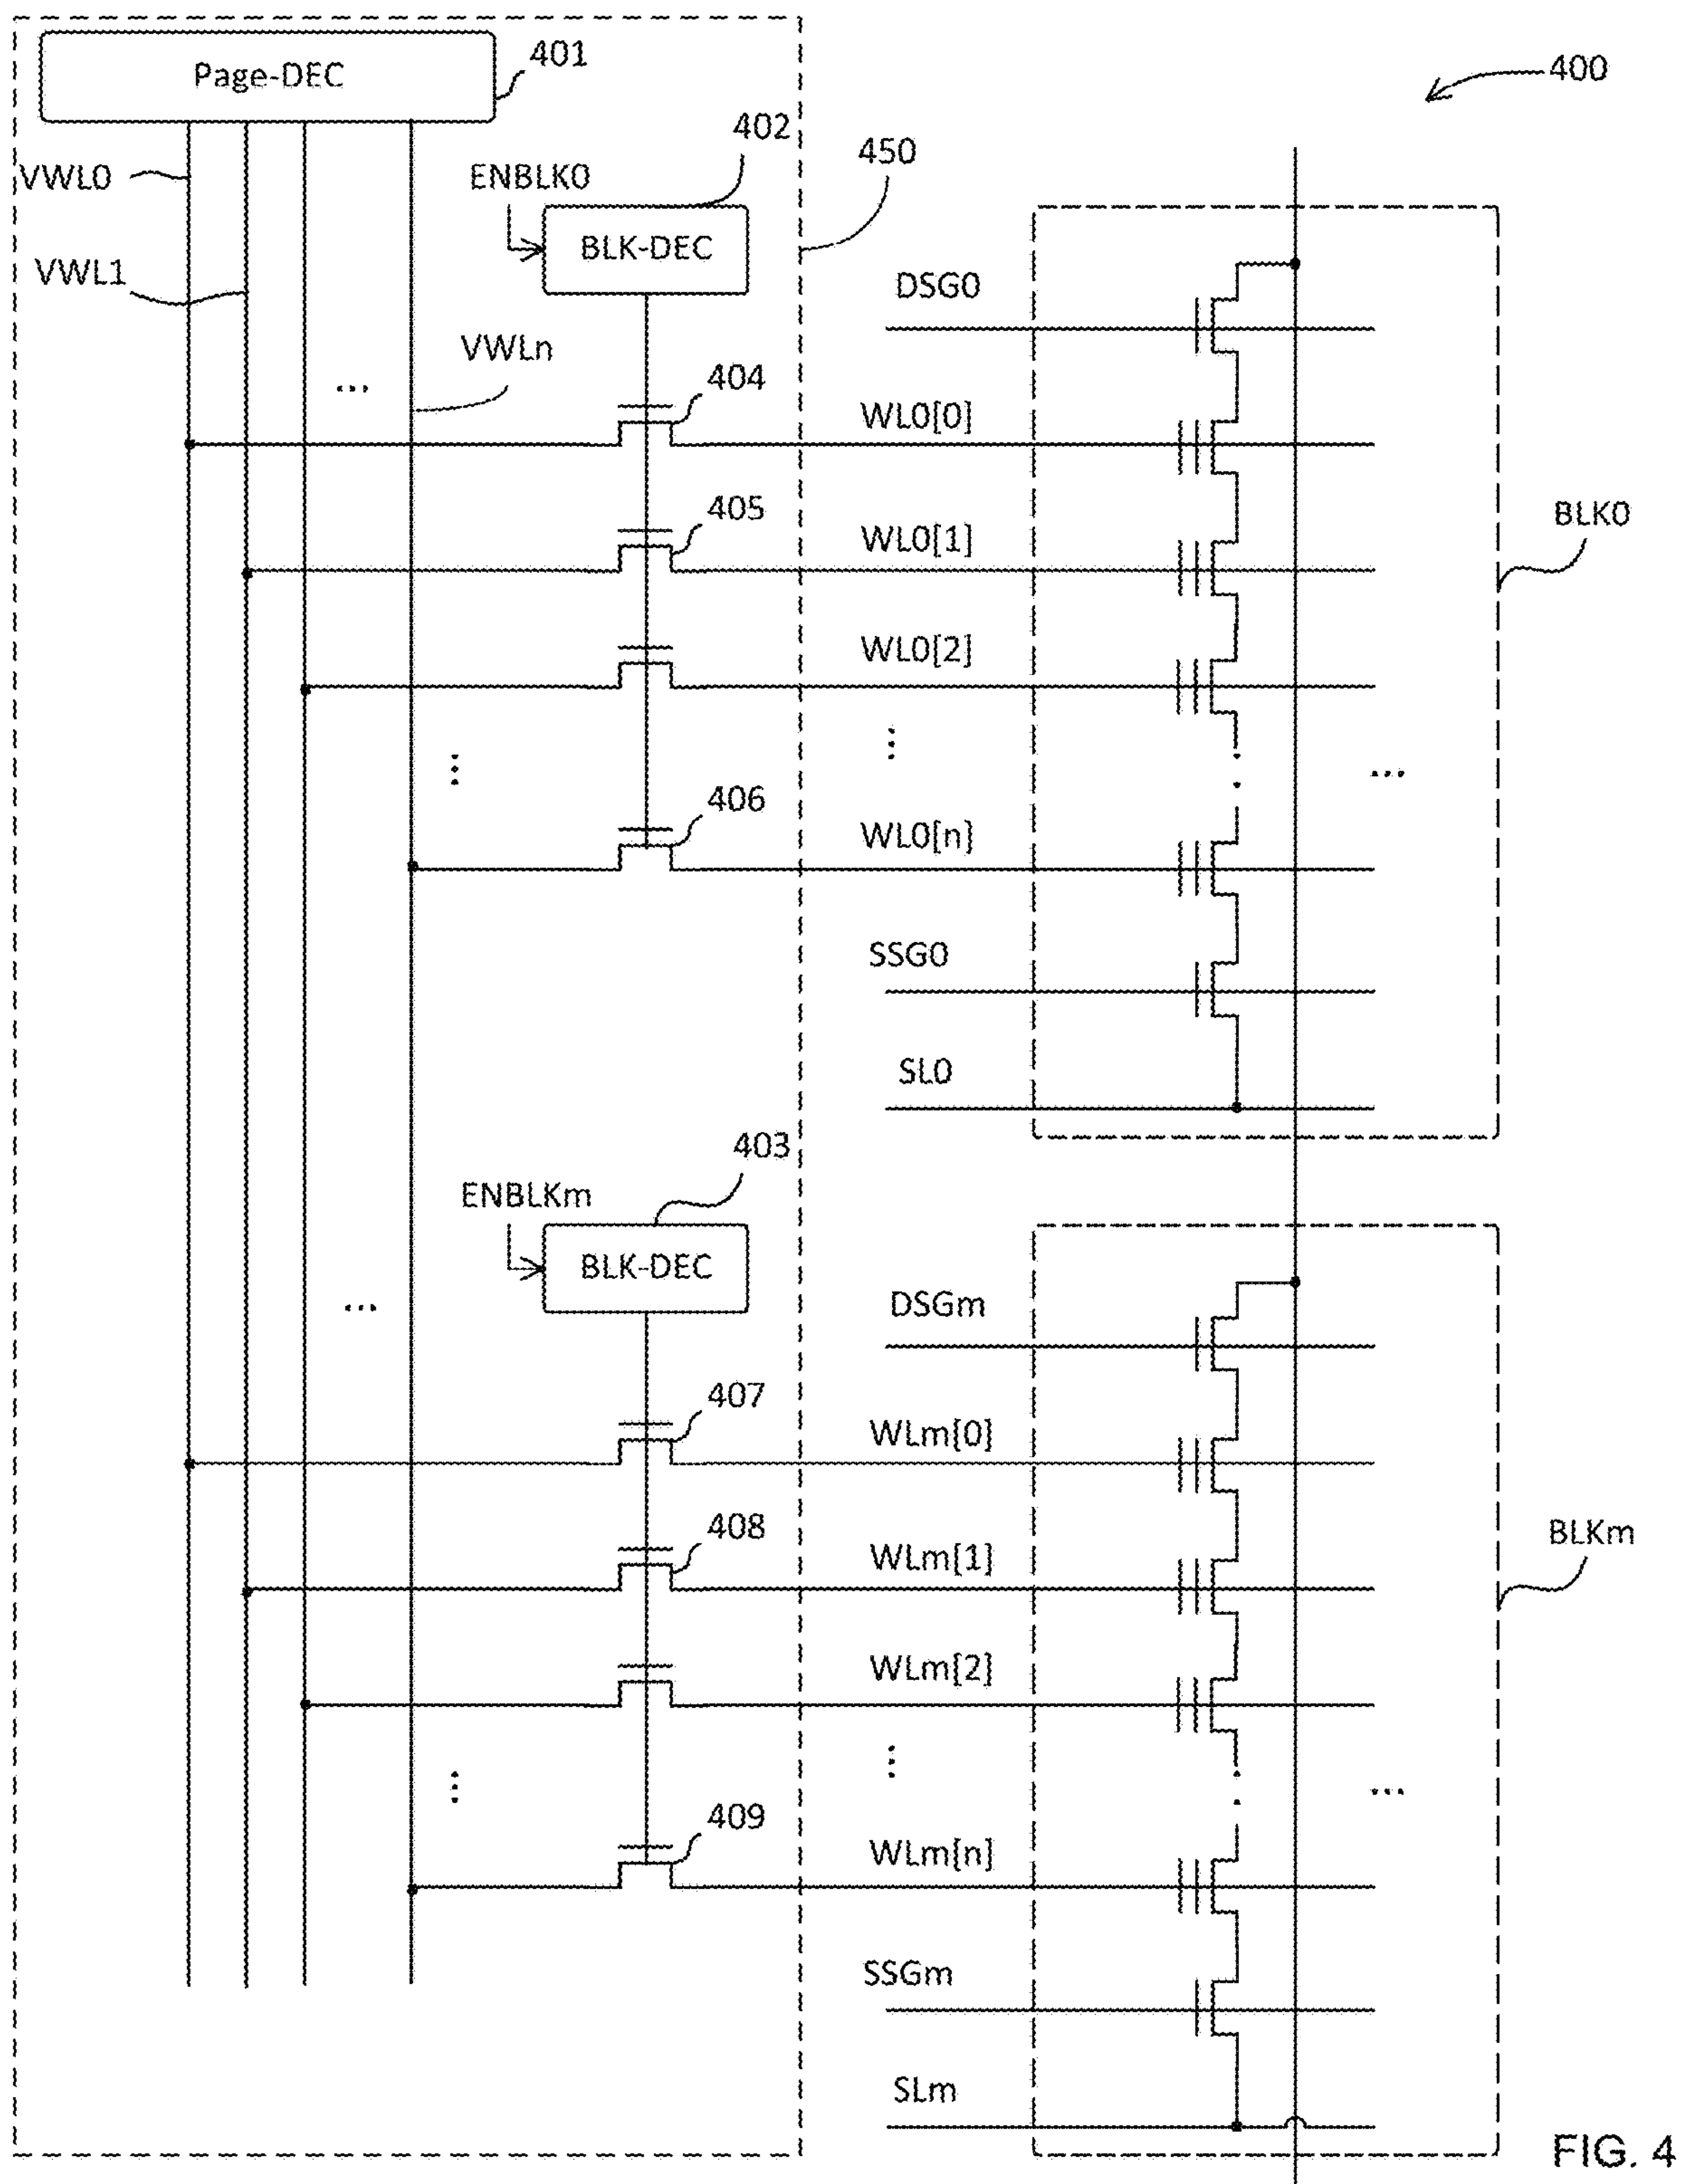 Page-DEC
401
400
402
450
VWL0
ENBLK0
BLK-DEC
VWL1
DSG0
VWLn
...
404
WL0[0]
405
WL0[1]
BLK0
WL0[2]
...
...
...
406
WL0[n]
SSG0
SL0
403
ENBLKm
BLK-DEC
...
DSGm
407
WLm[0]
408
WLm[1]
BLKm
WLm[2]
...
...
...
409
WLm[n]
SSGm
SLm
FIG. 4